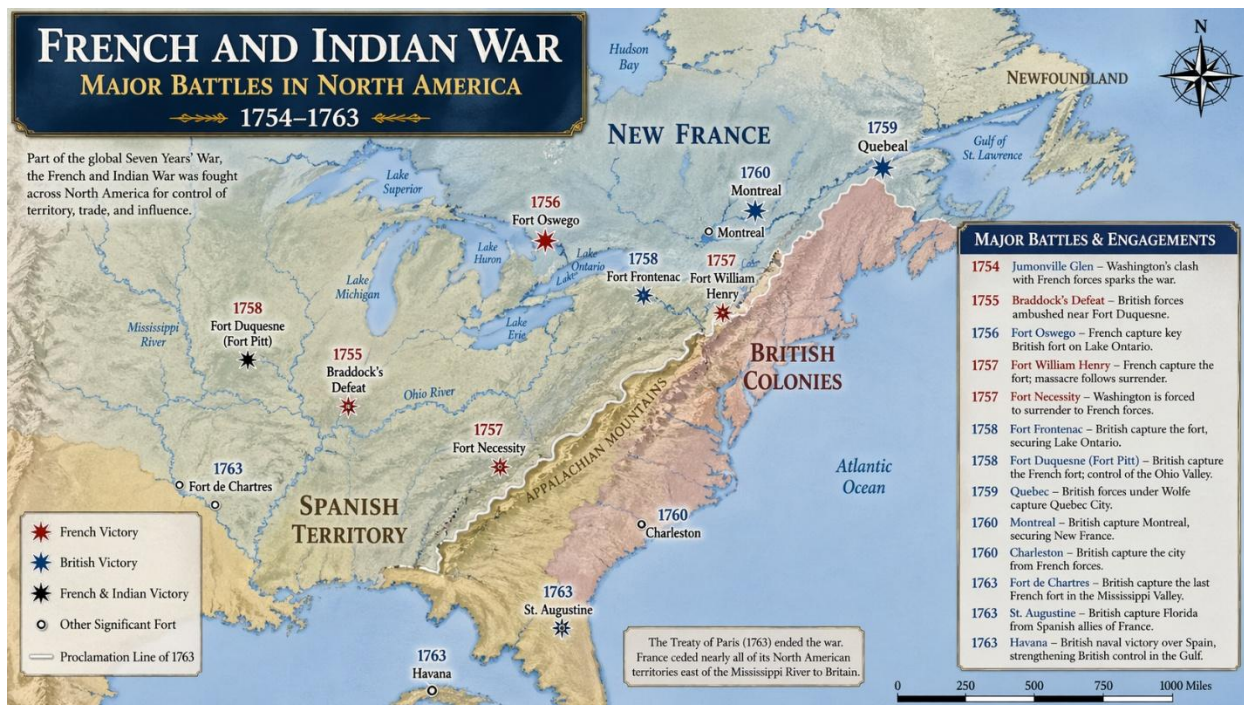 FRENCH AND INDIAN WAR
MAJOR BATTLES IN NORTH AMERICA
1754–1763
Part of the global Seven Years' War,
the French and Indian War was fought
across North America for control of
territory, trade, and influence.
Hudson
Bay
N
NEWFOUNDLAND
NEW FRANCE
1759
Quebeal
Gulf of
St. Lawrence
Lake
Superior
1760
Montreal
Montreal
1756
Fort Oswego
Lake
Huron
Lake
Ontario
Lake
1758
Fort Frontenac
1757
Lake
Fort William
Henry
Lake
Michigan
Lake
Erie
Mississippi
River
1758
Fort Duquesne
(Fort Pitt)
1755
Braddock's
Defeat
Ohio River
BRITISH
COLONIES
APPALACHIAN MOUNTAINS
1757
Fort Necessity
1763
Fort de Chartres
SPANISH
TERRITORY
Atlantic
Ocean
1760
Charleston
1763
St. Augustine
1763
Havana
French Victory
British Victory
French & Indian Victory
Other Significant Fort
Proclamation Line of 1763
The Treaty of Paris (1763) ended the war.
France ceded nearly all of its North American
territories east of the Mississippi River to Britain.
MAJOR BATTLES & ENGAGEMENTS
1754 Jumonville Glen – Washington's clash
with French forces sparks the war.
1755 Braddock's Defeat – British forces
ambushed near Fort Duquesne.
1756 Fort Oswego – French capture key
British fort on Lake Ontario.
1757 Fort William Henry – French capture the
fort; massacre follows surrender.
1757 Fort Necessity – Washington is forced
to surrender to French forces.
1758 Fort Frontenac – British capture the fort,
securing Lake Ontario.
1758 Fort Duquesne (Fort Pitt) – British capture
the French fort; control of the Ohio Valley.
1759 Quebec – British forces under Wolfe
capture Quebec City.
1760 Montreal – British capture Montreal,
securing New France.
1760 Charleston – British capture the city
from French forces.
1763 Fort de Chartres – British capture the last
French fort in the Mississippi Valley.
1763 St. Augustine – British capture Florida
from Spanish allies of France.
1763 Havana – British naval victory over Spain,
strengthening British control in the Gulf.
0 250 500 750 1000 Miles